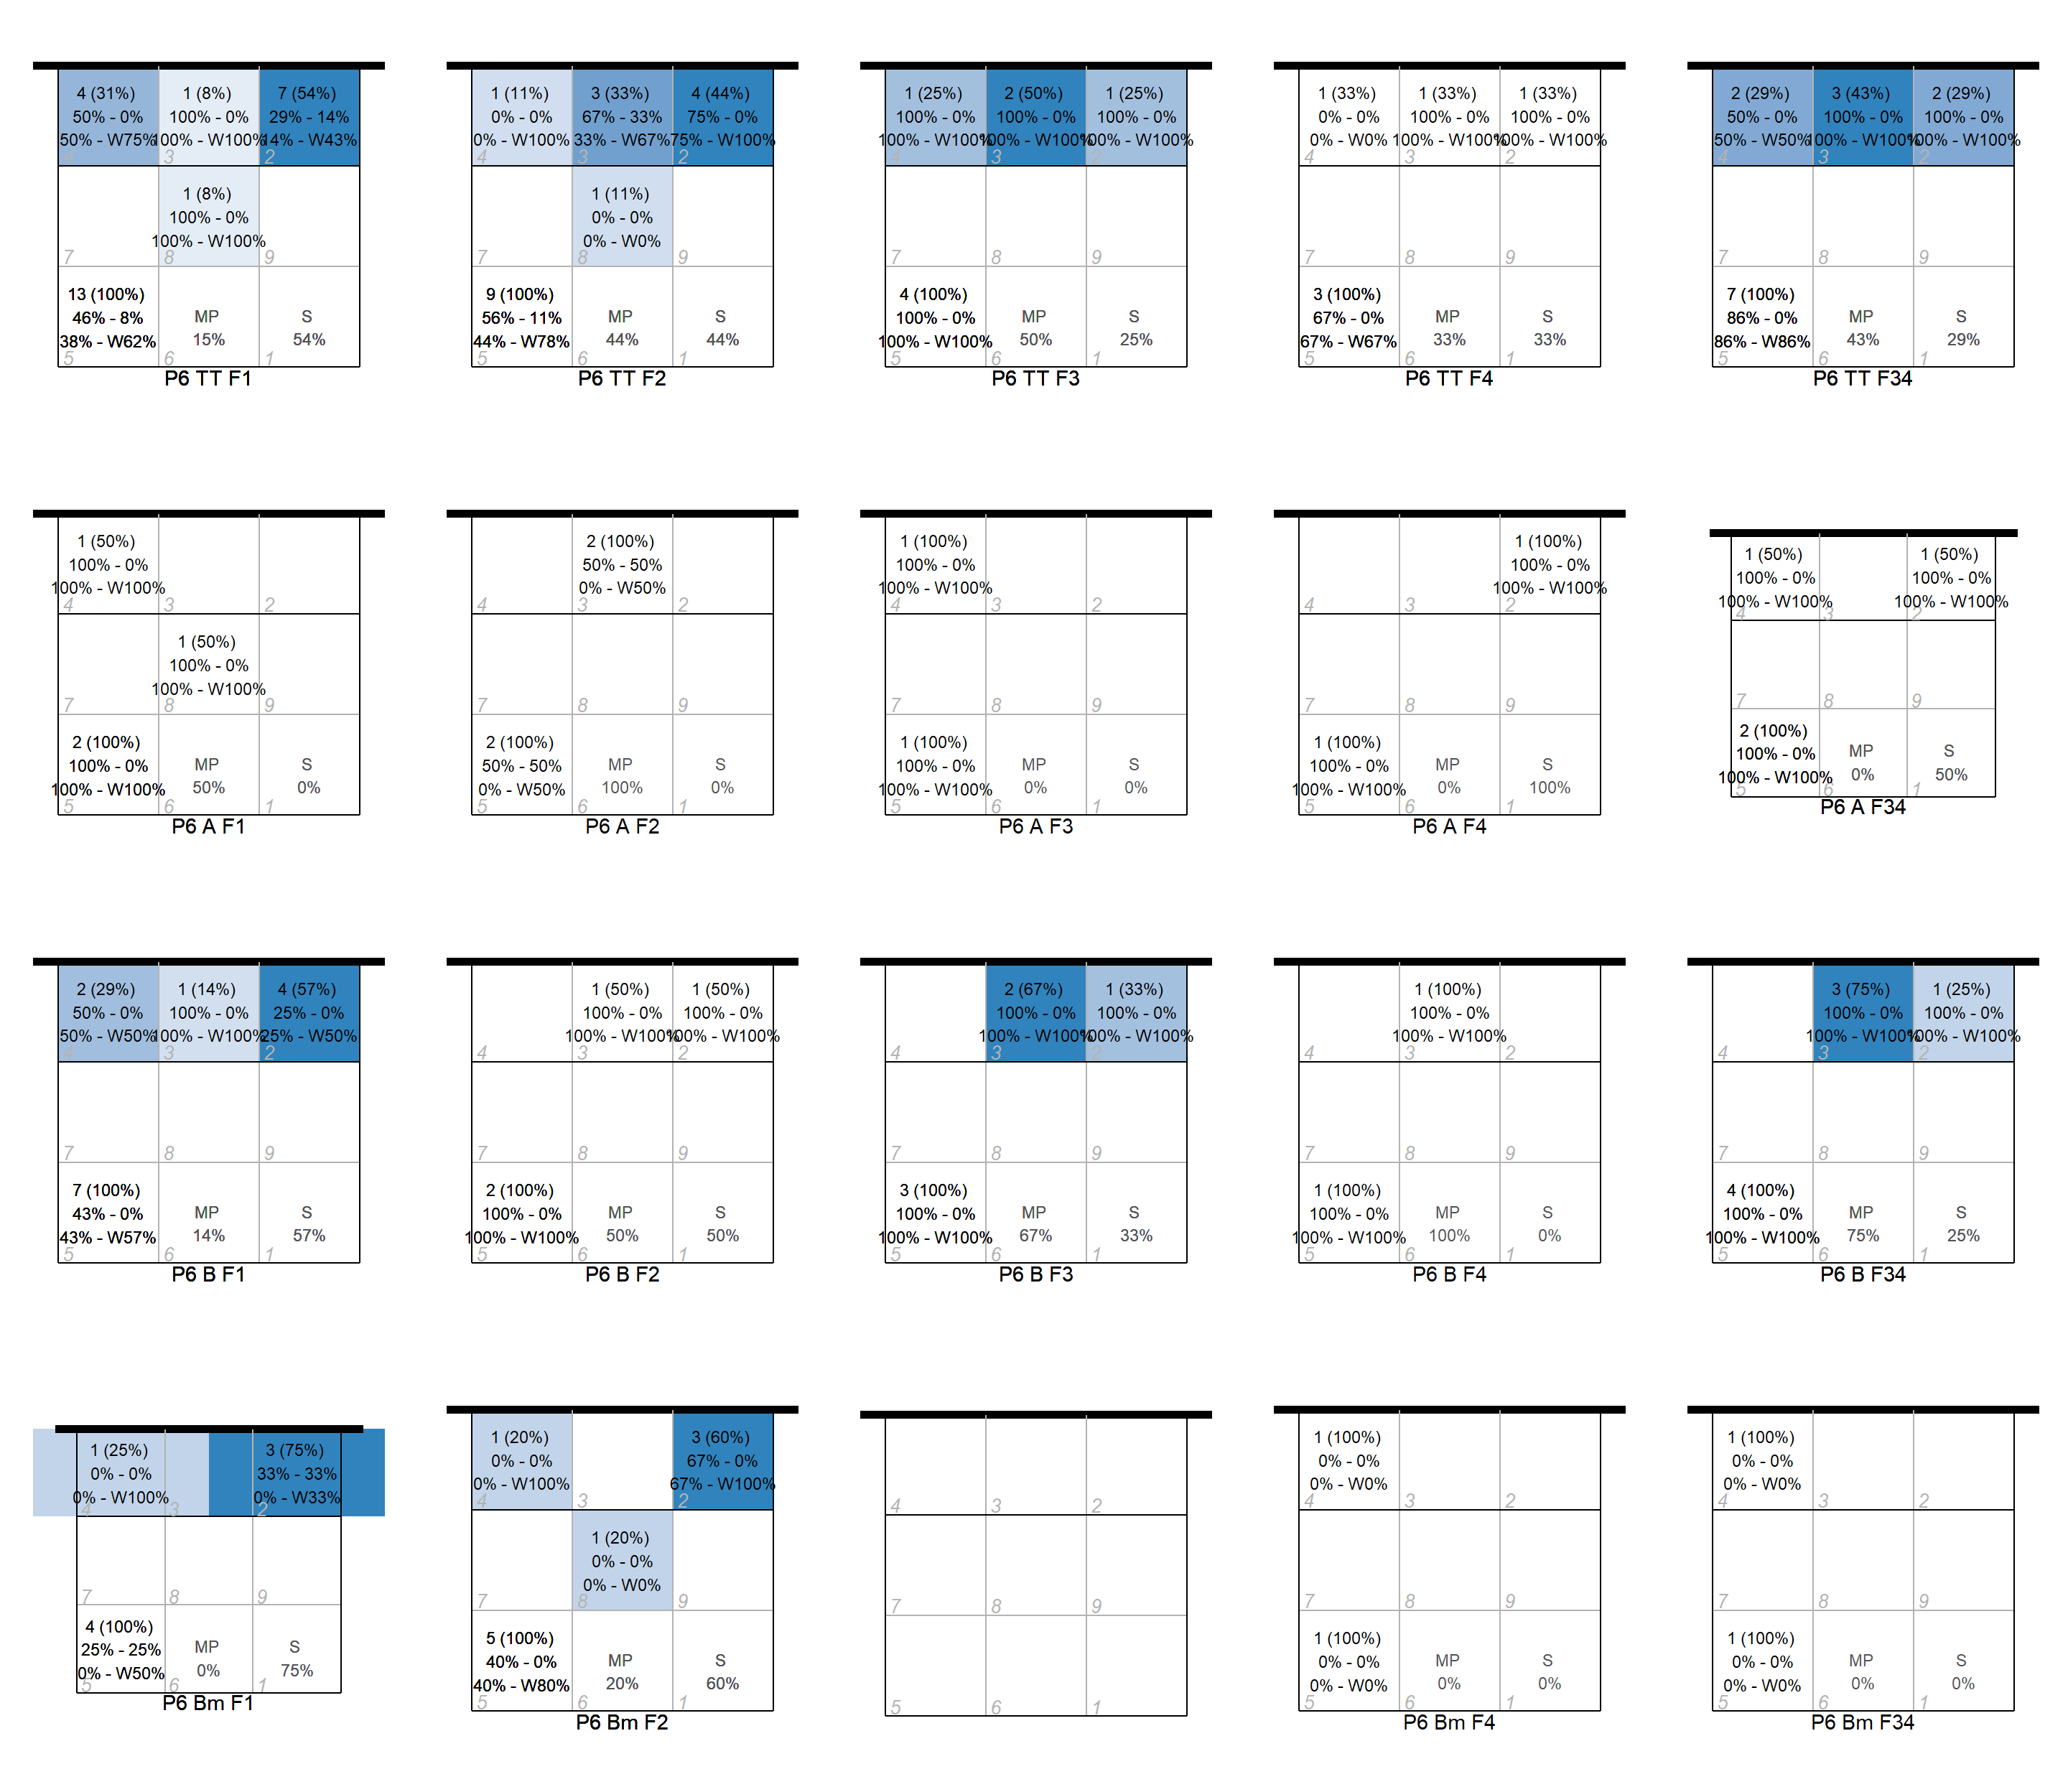 4 (31%) 1 (8%) 7 (54%)
50% - 0% 100% - 0% 29% - 14%
50% - W75% 100% - W100% 14% - W43%
4 3 2
1 (8%)
100% - 0%
100% - W100%
7 8 9
13 (100%)
46% - 8% MP S
38% - W62% 15% 54%
5 6 1
P6 TT F1
1 (11%) 3 (33%) 4 (44%)
0% - 0% 67% - 33% 75% - 0%
0% - W100% 33% - W67% 75% - W100%
4 3 2
1 (11%)
0% - 0%
0% - W0%
7 8 9
9 (100%)
56% - 11% MP S
44% - W78% 44% 44%
5 6 1
P6 TT F2
1 (25%) 2 (50%) 1 (25%)
100% - 0% 100% - 0% 100% - 0%
100% - W100% 100% - W100% 100% - W100%
4 3 2
7 8 9
4 (100%)
100% - 0% MP S
100% - W100% 50% 25%
5 6 1
P6 TT F3
1 (33%) 1 (33%) 1 (33%)
0% - 0% 100% - 0% 100% - 0%
0% - W0% 100% - W100% 100% - W100%
4 3 2
7 8 9
3 (100%)
67% - 0% MP S
67% - W67% 33% 33%
5 6 1
P6 TT F4
2 (29%) 3 (43%) 2 (29%)
50% - 0% 100% - 0% 100% - 0%
50% - W50% 100% - W100% 100% - W100%
4 3 2
7 8 9
7 (100%)
86% - 0% MP S
86% - W86% 43% 29%
5 6 1
P6 TT F34
1 (50%)
100% - 0%
100% - W100%
4 3 2
1 (50%)
100% - 0%
100% - W100%
7 8 9
2 (100%)
100% - 0% MP S
100% - W100% 50% 0%
5 6 1
P6 A F1
2 (100%)
50% - 50%
0% - W50%
4 3 2
7 8 9
2 (100%)
50% - 50% MP S
0% - W50% 100% 0%
5 6 1
P6 A F2
1 (100%)
100% - 0%
100% - W100%
4 3 2
7 8 9
1 (100%)
100% - 0% MP S
100% - W100% 0% 0%
5 6 1
P6 A F3
1 (100%)
100% - 0%
100% - W100%
4 3 2
7 8 9
1 (100%)
100% - 0% MP S
100% - W100% 0% 100%
5 6 1
P6 A F4
1 (50%) 1 (50%)
100% - 0% 100% - 0%
100% - W100% 100% - W100%
4 3 2
7 8 9
2 (100%)
100% - 0% MP S
100% - W100% 0% 50%
5 6 1
P6 A F34
2 (29%) 1 (14%) 4 (57%)
50% - 0% 100% - 0% 25% - 0%
50% - W50% 100% - W100% 25% - W50%
4 3 2
7 8 9
7 (100%)
43% - 0% MP S
43% - W57% 14% 57%
5 6 1
P6 B F1
1 (50%) 1 (50%)
100% - 0% 100% - 0%
100% - W100% 100% - W100%
4 3 2
7 8 9
2 (100%)
100% - 0% MP S
100% - W100% 50% 50%
5 6 1
P6 B F2
2 (67%) 1 (33%)
100% - 0% 100% - 0%
100% - W100% 100% - W100%
4 3 2
7 8 9
3 (100%)
100% - 0% MP S
100% - W100% 67% 33%
5 6 1
P6 B F3
1 (100%)
100% - 0%
100% - W100%
4 3 2
7 8 9
1 (100%)
100% - 0% MP S
100% - W100% 100% 0%
5 6 1
P6 B F4
3 (75%) 1 (25%)
100% - 0% 100% - 0%
100% - W100% 100% - W100%
4 3 2
7 8 9
4 (100%)
100% - 0% MP S
100% - W100% 75% 25%
5 6 1
P6 B F34
1 (25%) 3 (75%)
0% - 0% 33% - 33%
0% - W100% 0% - W33%
4 3 2
7 8 9
4 (100%)
25% - 25% MP S
0% - W50% 0% 75%
5 6 1
P6 Bm F1
1 (20%) 3 (60%)
0% - 0% 67% - 0%
0% - W100% 67% - W100%
4 3 2
1 (20%)
0% - 0%
0% - W0%
7 8 9
5 (100%)
40% - 0% MP S
40% - W80% 20% 60%
5 6 1
P6 Bm F2
4 3 2
7 8 9
5 6 1
1 (100%)
0% - 0%
0% - W0%
4 3 2
7 8 9
1 (100%)
0% - 0% MP S
0% - W0% 0% 0%
5 6 1
P6 Bm F4
1 (100%)
0% - 0%
0% - W0%
4 3 2
7 8 9
1 (100%)
0% - 0% MP S
0% - W0% 0% 0%
5 6 1
P6 Bm F34